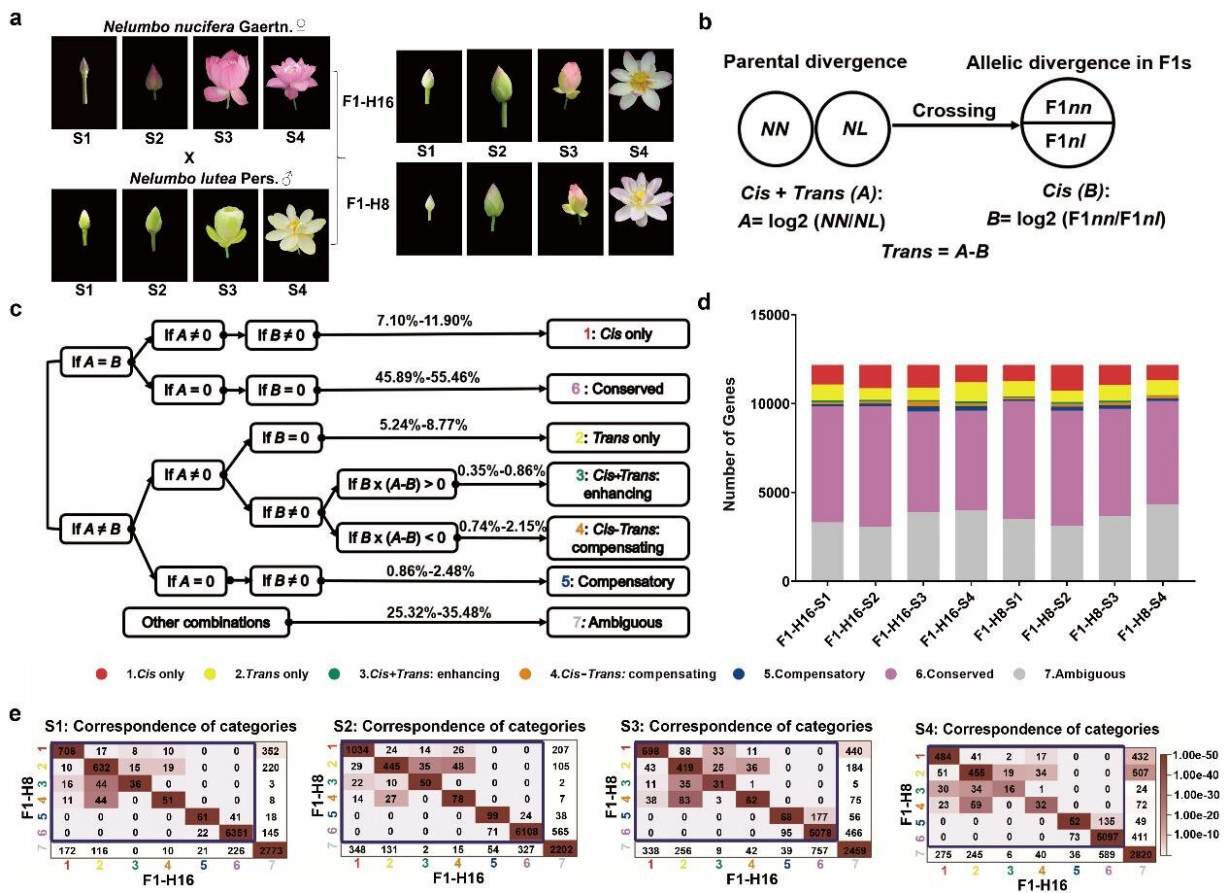 a
Nelumbo nucifera Gaertn. ♀
S1 S2 S3 S4
X
Nelumbo lutea Pers. ♂
S1 S2 S3 S4
F1-H16
S1 S2 S3 S4
F1-H8
b
Parental divergence
Allelic divergence in F1s
NN NL
Crossing
F1nn
F1nl
Cis + Trans (A):
A= log2 (NN/NL)
Cis (B):
B= log2 (F1nn/F1nl)
Trans = A-B
c
If A = B
If A ≠ 0
If B ≠ 0
7.10%-11.90%
1: Cis only
If A = 0
If B = 0
45.89%-55.46%
6: Conserved
If A ≠ B
If A ≠ 0
If B = 0
5.24%-8.77%
2: Trans only
If B ≠ 0
If B x (A-B) > 0
0.35%-0.86%
3: Cis+Trans:
enhancing
If B x (A-B) < 0
0.74%-2.15%
4: Cis-Trans:
compensating
If A = 0
If B ≠ 0
0.86%-2.48%
5: Compensatory
Other combinations
25.32%-35.48%
7: Ambiguous
d
Number of Genes
15000
10000
5000
0
F1-H16-S1
F1-H16-S2
F1-H16-S3
F1-H16-S4
F1-H8-S1
F1-H8-S2
F1-H8-S3
F1-H8-S4
1.Cis only 2.Trans only 3.Cis+Trans: enhancing 4.Cis-Trans: compensating 5.Compensatory 6.Conserved 7.Ambiguous
e
S1: Correspondence of categories
F1-H8
1 708 17 8 10 0 0 352
2 10 632 15 19 0 0 220
3 16 44 36 0 0 0 3
4 11 44 0 51 0 0 8
5 0 0 0 0 61 41 18
6 0 0 0 0 22 6351 145
7 172 116 0 21 21 226 2773
1 2 3 4 5 6 7
F1-H16
S2: Correspondence of categories
F1-H8
1 1034 24 14 26 0 0 207
2 29 445 35 48 0 0 105
3 22 10 50 0 0 0 2
4 14 27 0 78 0 0 7
5 0 0 0 0 99 24 38
6 0 0 0 0 71 6108 565
7 348 131 2 15 54 327 2202
1 2 3 4 5 6 7
F1-H16
S3: Correspondence of categories
F1-H8
1 698 88 33 11 0 0 440
2 43 419 25 36 0 0 184
3 31 35 31 1 0 0 5
4 38 83 3 62 0 0 75
5 0 0 0 0 68 177 56
6 0 0 0 0 95 5078 466
7 338 256 9 42 39 757 2459
1 2 3 4 5 6 7
F1-H16
S4: Correspondence of categories
F1-H8
1 484 41 2 17 0 0 432
2 51 455 19 34 0 0 507
3 30 34 16 1 0 0 24
4 23 59 0 32 0 0 72
5 0 0 0 0 52 135 49
6 0 0 0 0 73 5097 411
7 275 245 6 40 36 589 2820
1 2 3 4 5 6 7
F1-H16
1.00e-50
1.00e-40
1.00e-30
1.00e-20
1.00e-10